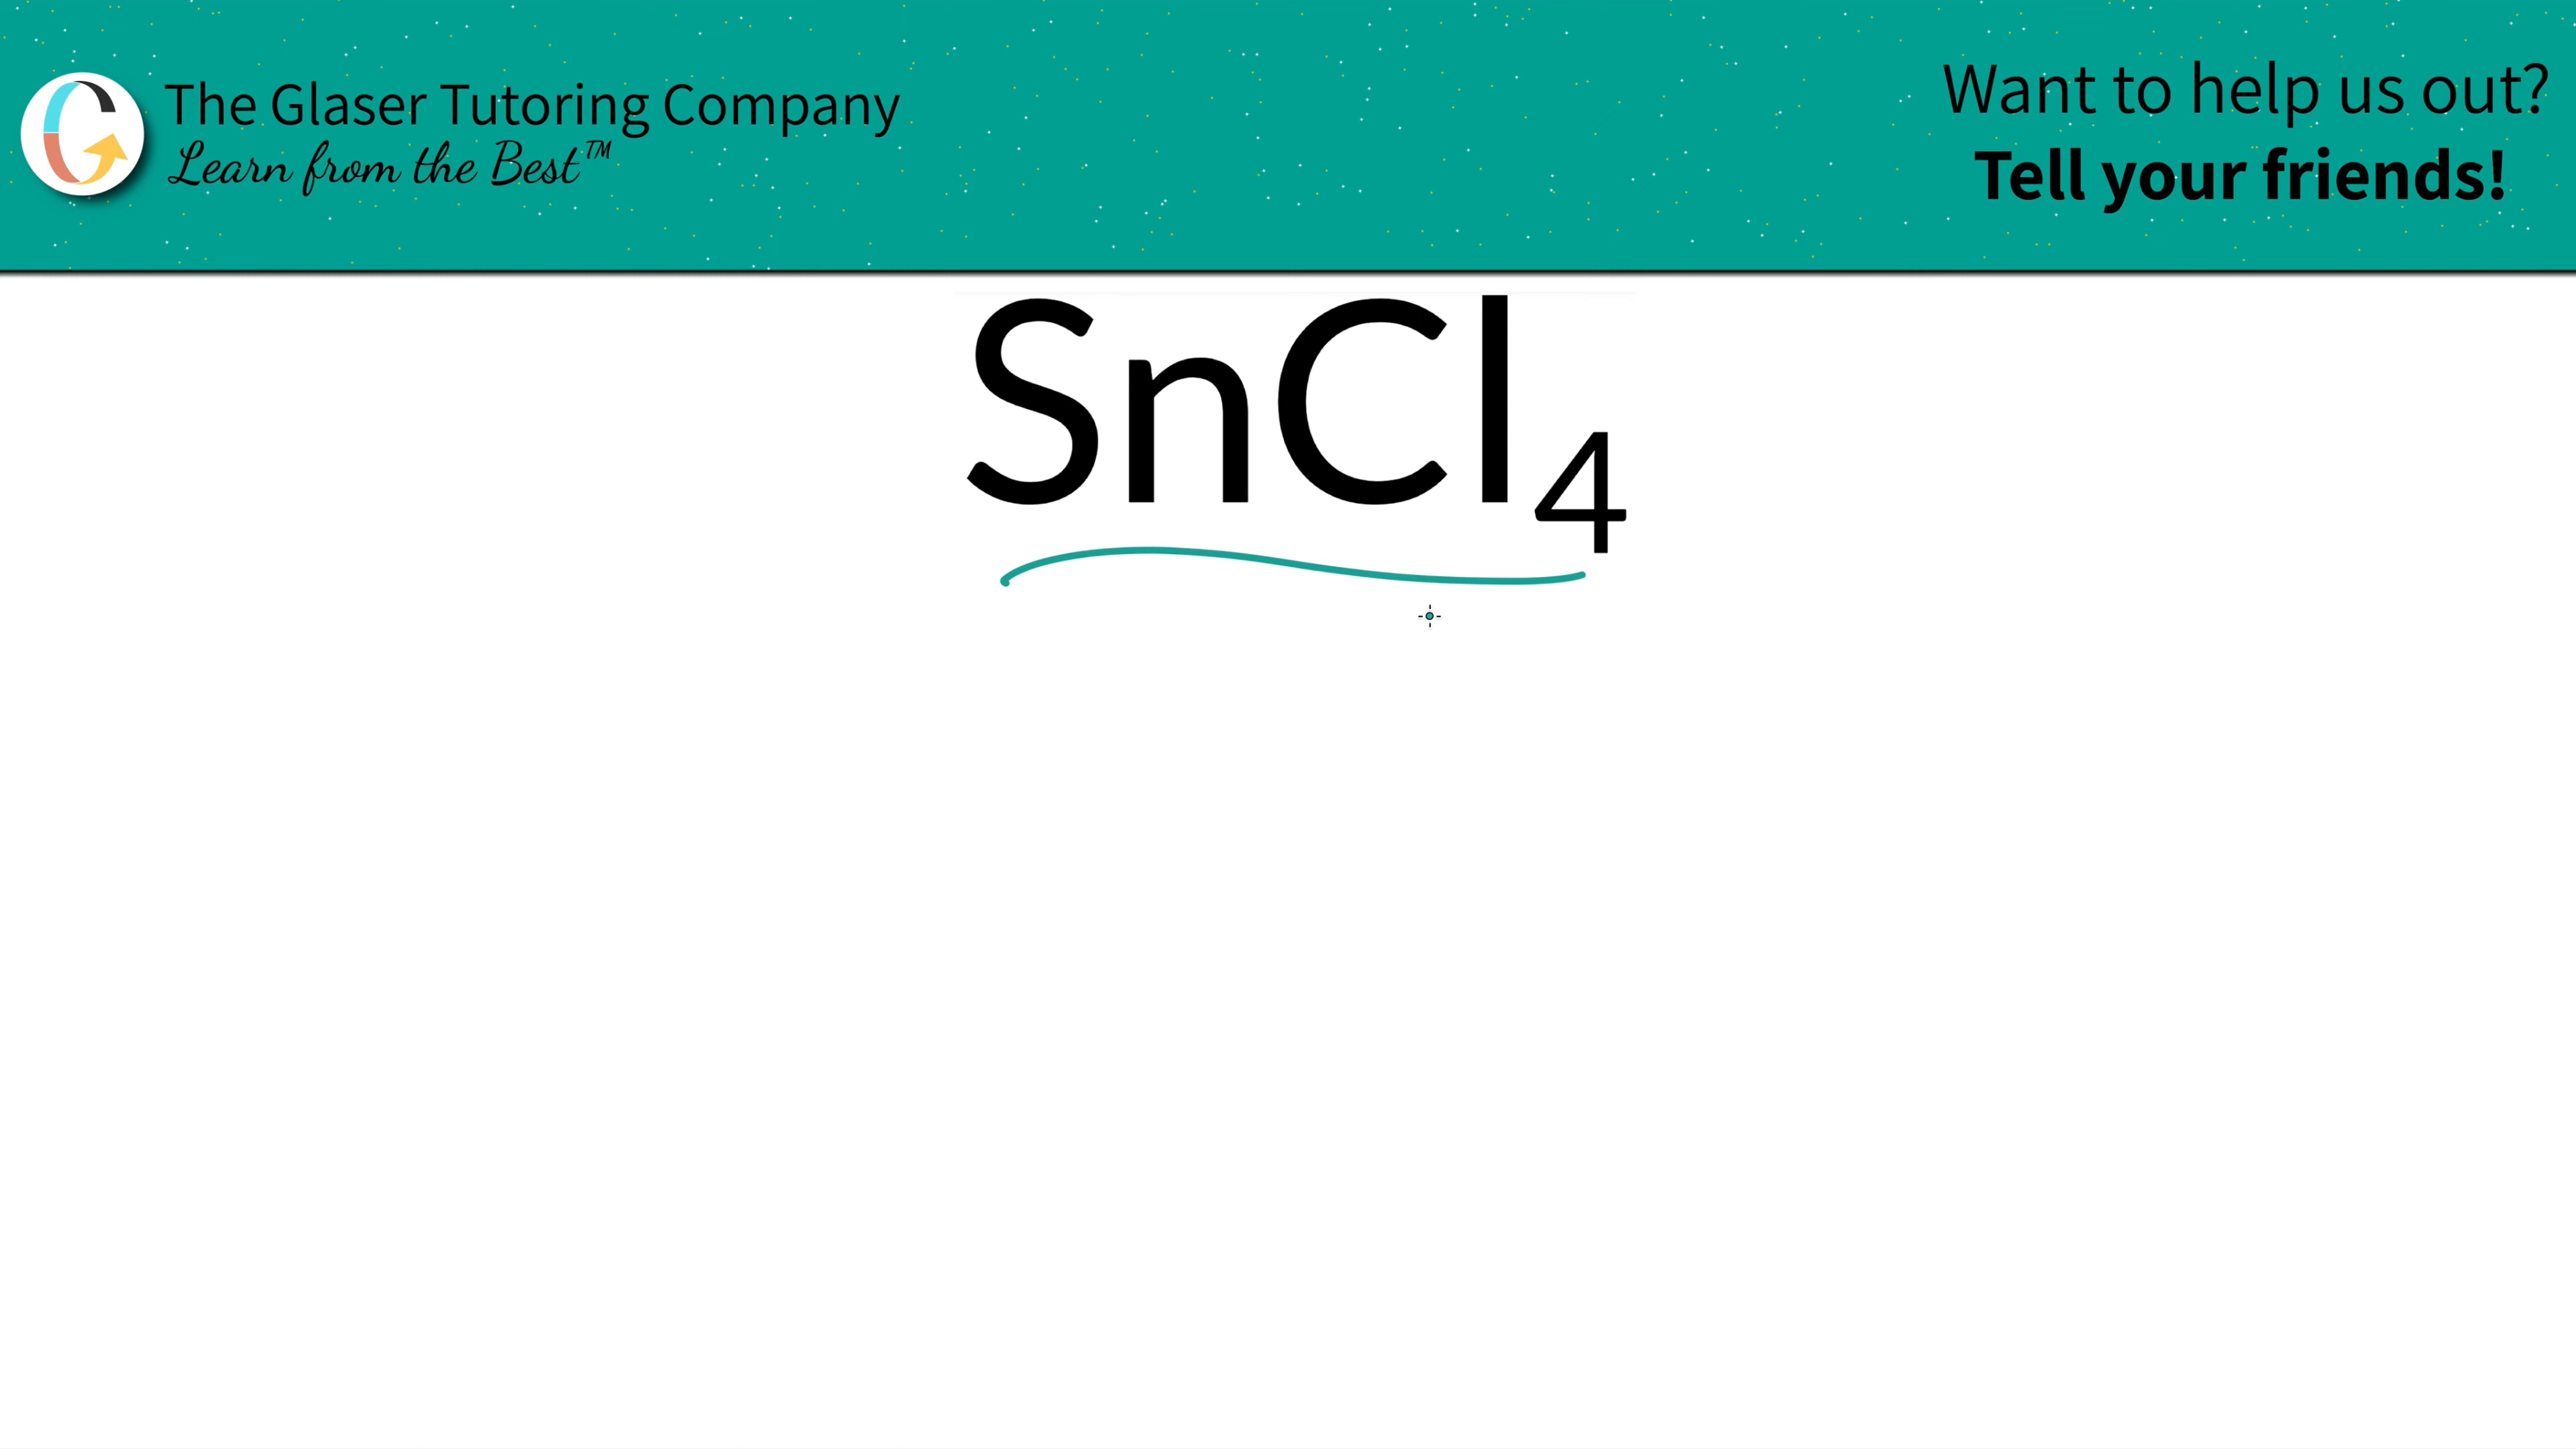 The Glaser Tutoring Company
Learn from the Best™
Want to help us out?
Tell your friends!
SnCl₄